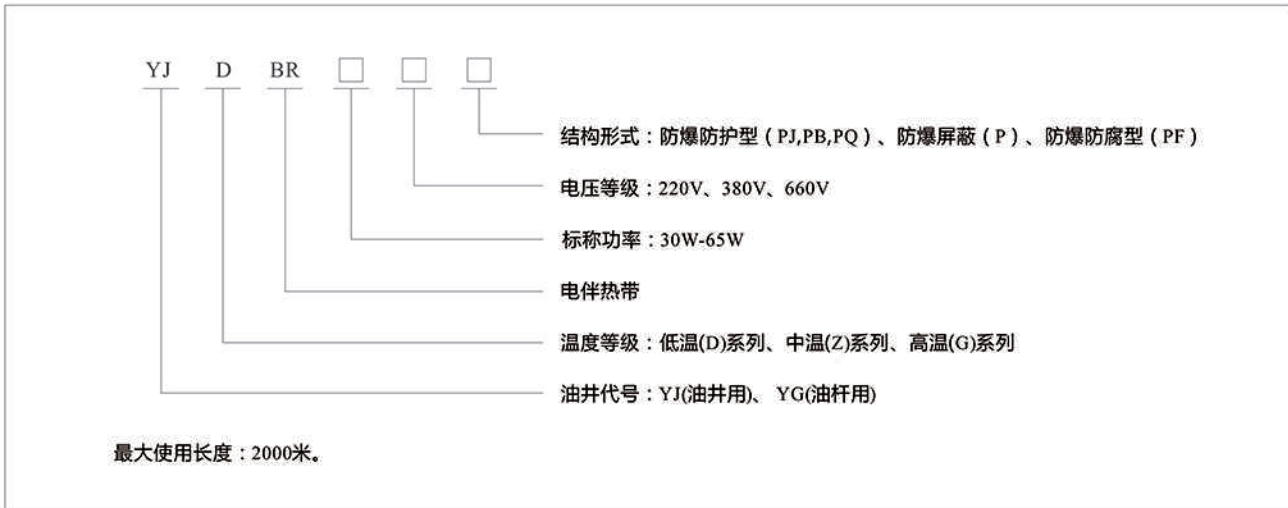 YJ D BR □ □ □
结构形式：防爆防护型（PJ,PB,PQ）、防爆屏蔽（P）、防爆防腐型（PF）
电压等级：220V、380V、660V
标称功率：30W-65W
电伴热带
温度等级：低温(D)系列、中温(Z)系列、高温(G)系列
油井代号：YJ(油井用)、 YG(油杆用)
最大使用长度：2000米。